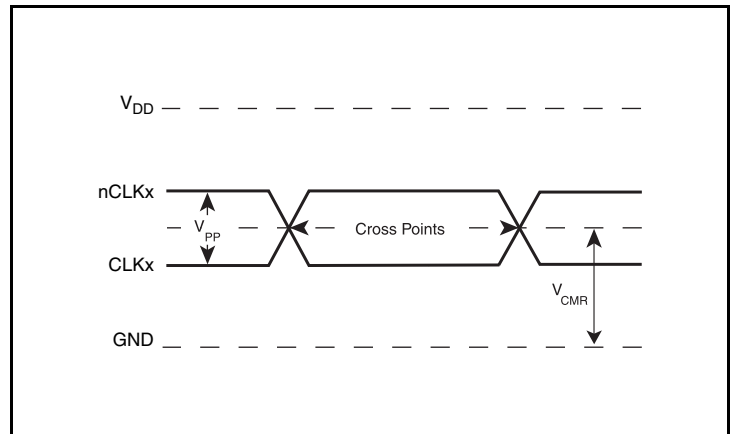 VDD
nCLKx
VPP
Cross Points
CLKx
VCMR
GND